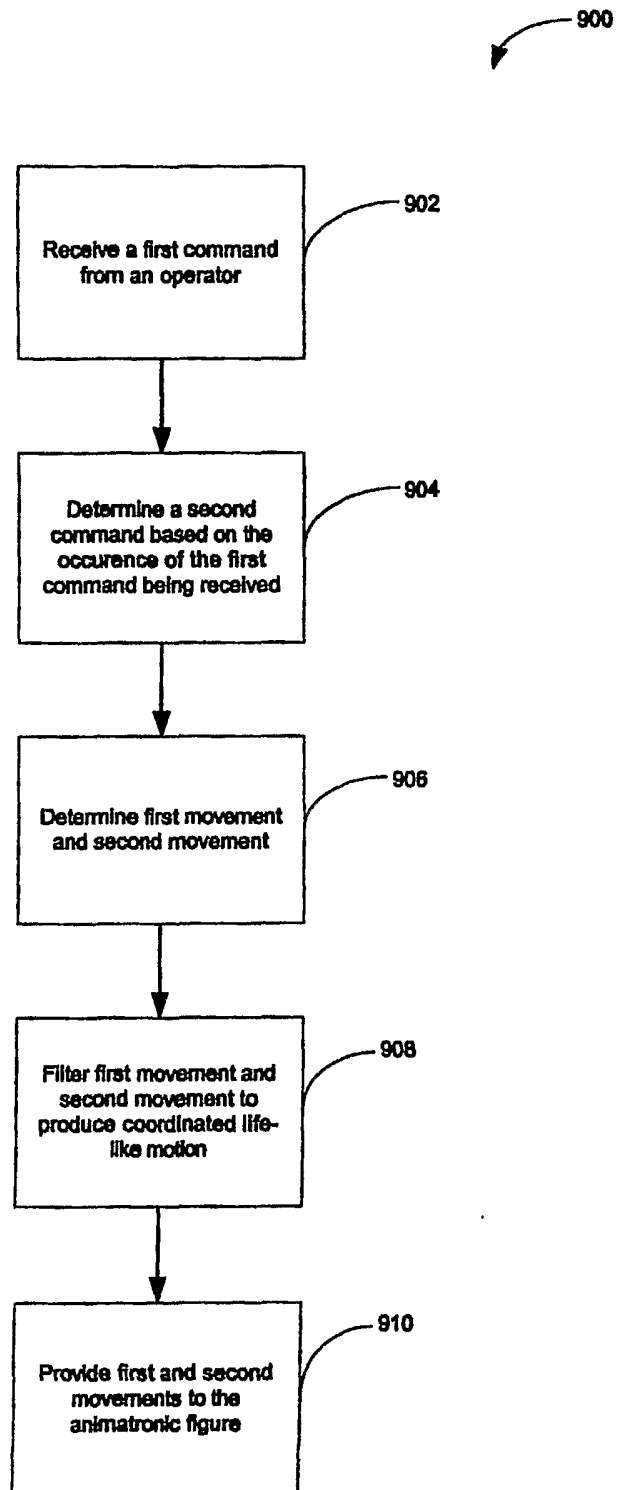 900
902
Receive a first command
from an operator
904
Determine a second
command based on the
occurence of the first
command being received
906
Determine first movement
and second movement
908
Filter first movement and
second movement to
produce coordinated life-
like motion
910
Provide first and second
movements to the
animatronic figure